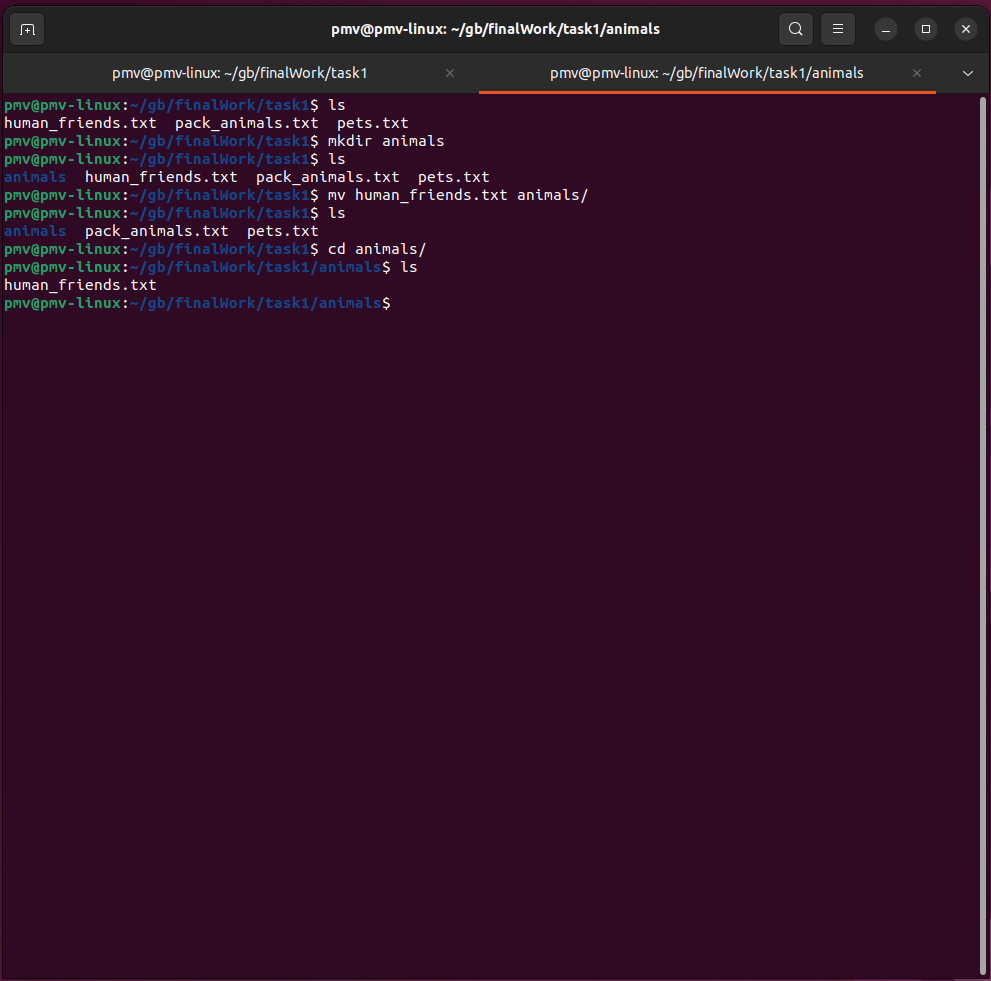 pmv@pmv-linux: ~/gb/finalWork/task1/animals
pmv@pmv-linux: ~/gb/finalWork/task1
pmv@pmv-linux: ~/gb/finalWork/task1/animals
pmv@pmv-linux:~/gb/finalWork/task1$ ls
human_friends.txt  pack_animals.txt  pets.txt
pmv@pmv-linux:~/gb/finalWork/task1$ mkdir animals
pmv@pmv-linux:~/gb/finalWork/task1$ ls
animals  human_friends.txt  pack_animals.txt  pets.txt
pmv@pmv-linux:~/gb/finalWork/task1$ mv human_friends.txt animals/
pmv@pmv-linux:~/gb/finalWork/task1$ ls
animals  pack_animals.txt  pets.txt
pmv@pmv-linux:~/gb/finalWork/task1$ cd animals/
pmv@pmv-linux:~/gb/finalWork/task1/animals$ ls
human_friends.txt
pmv@pmv-linux:~/gb/finalWork/task1/animals$